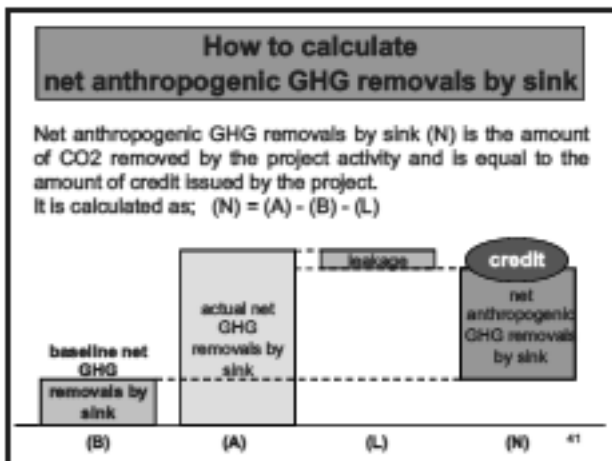 How to calculate
net anthropogenic GHG removals by sink
Net anthropogenic GHG removals by sink (N) is the amount
of CO2 removed by the project activity and is equal to the
amount of credit issued by the project.
It is calculated as; (N) = (A) - (B) - (L)
baseline net
GHG
removals by
sink
actual net
GHG
removals by
sink
leakage
credit
net
anthropogenic
GHG removals
by sink
(B) (A) (L) (N) 41